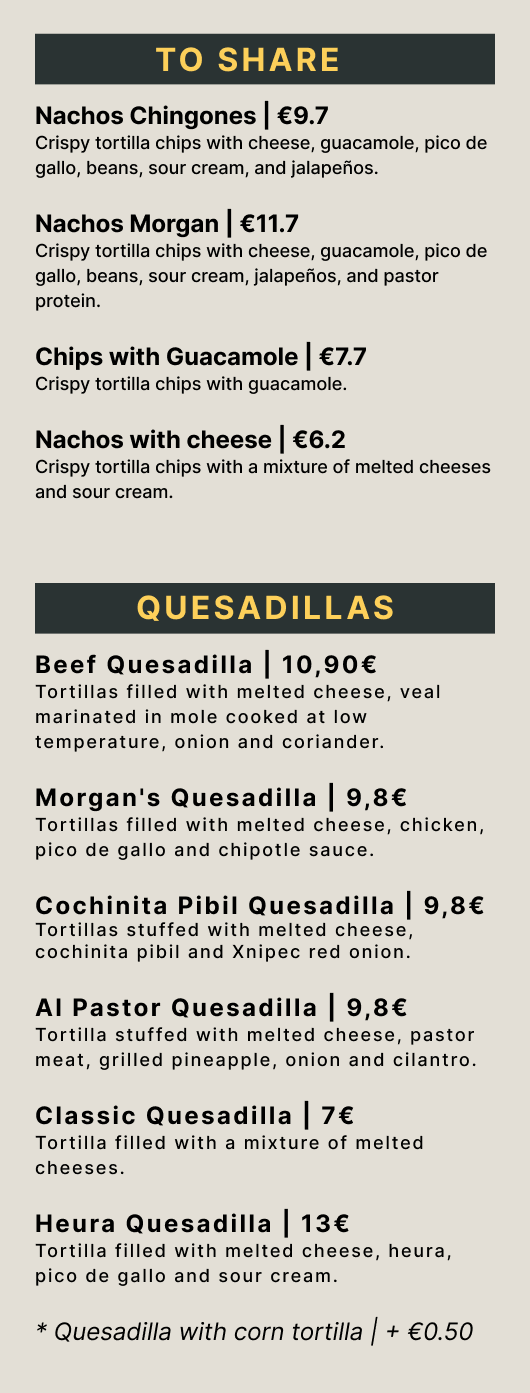 TO SHARE
Nachos Chingones | €9.7
Crispy tortilla chips with cheese, guacamole, pico de
gallo, beans, sour cream, and jalapeños.
Nachos Morgan | €11.7
Crispy tortilla chips with cheese, guacamole, pico de
gallo, beans, sour cream, jalapeños, and pastor
protein.
Chips with Guacamole | €7.7
Crispy tortilla chips with guacamole.
Nachos with cheese | €6.2
Crispy tortilla chips with a mixture of melted cheeses
and sour cream.
QUESADILLAS
Beef Quesadilla | 10,90€
Tortillas filled with melted cheese, veal
marinated in mole cooked at low
temperature, onion and coriander.
Morgan's Quesadilla | 9,8€
Tortillas filled with melted cheese, chicken,
pico de gallo and chipotle sauce.
Cochinita Pibil Quesadilla | 9,8€
Tortillas stuffed with melted cheese,
cochinita pibil and Xnipec red onion.
Al Pastor Quesadilla | 9,8€
Tortilla stuffed with melted cheese, pastor
meat, grilled pineapple, onion and cilantro.
Classic Quesadilla | 7€
Tortilla filled with a mixture of melted
cheeses.
Heura Quesadilla | 13€
Tortilla filled with melted cheese, heura,
pico de gallo and sour cream.
* Quesadilla with corn tortilla | + €0.50